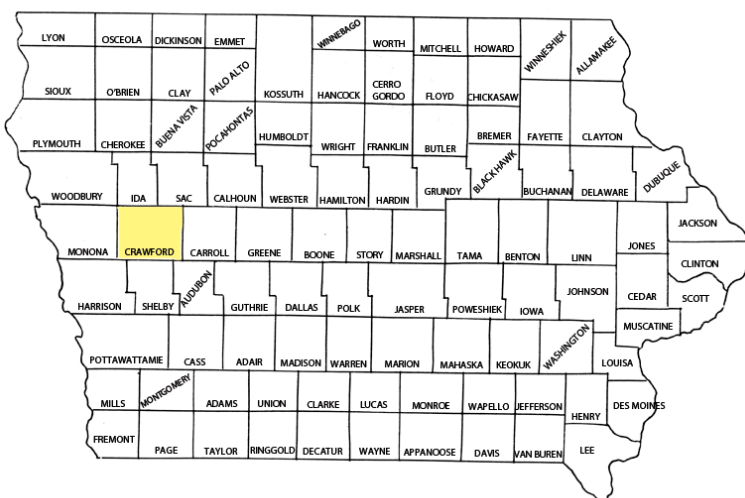 LYON OSCEOLA DICKINSON EMMET WINNEBAGO WORTH MITCHELL HOWARD WINNESHIEK ALLAMAKEE
SIOUX O'BRIEN CLAY PALO ALTO KOSSUTH HANCOCK CERRO GORDO FLOYD CHICKASAW
PLYMOUTH CHEROKEE BUENA VISTA POCAHONTAS HUMBOLDT WRIGHT FRANKLIN BUTLER BREMER FAYETTE CLAYTON
WOODBURY IDA SAC CALHOUN WEBSTER HAMILTON HARDIN GRUNDY BLACK HAWK BUCHANAN DELAWARE DUBUQUE
MONONA CRAWFORD CARROLL GREENE BOONE STORY MARSHALL TAMA BENTON LINN JONES JACKSON
CLINTON
HARRISON SHELBY AUDUBON GUTHRIE DALLAS POLK JASPER POWESHIEK IOWA JOHNSON CEDAR SCOTT
MUSCATINE
POTTAWATTAMIE CASS ADAIR MADISON WARREN MARION MAHASKA KEOKUK WASHINGTON LOUISA
MILLS MONTGOMERY ADAMS UNION CLARKE LUCAS MONROE WAPELLO JEFFERSON HENRY DES MOINES
FREMONT PAGE TAYLOR RINGGOLD DECATUR WAYNE APPANOOSE DAVIS VAN BUREN LEE